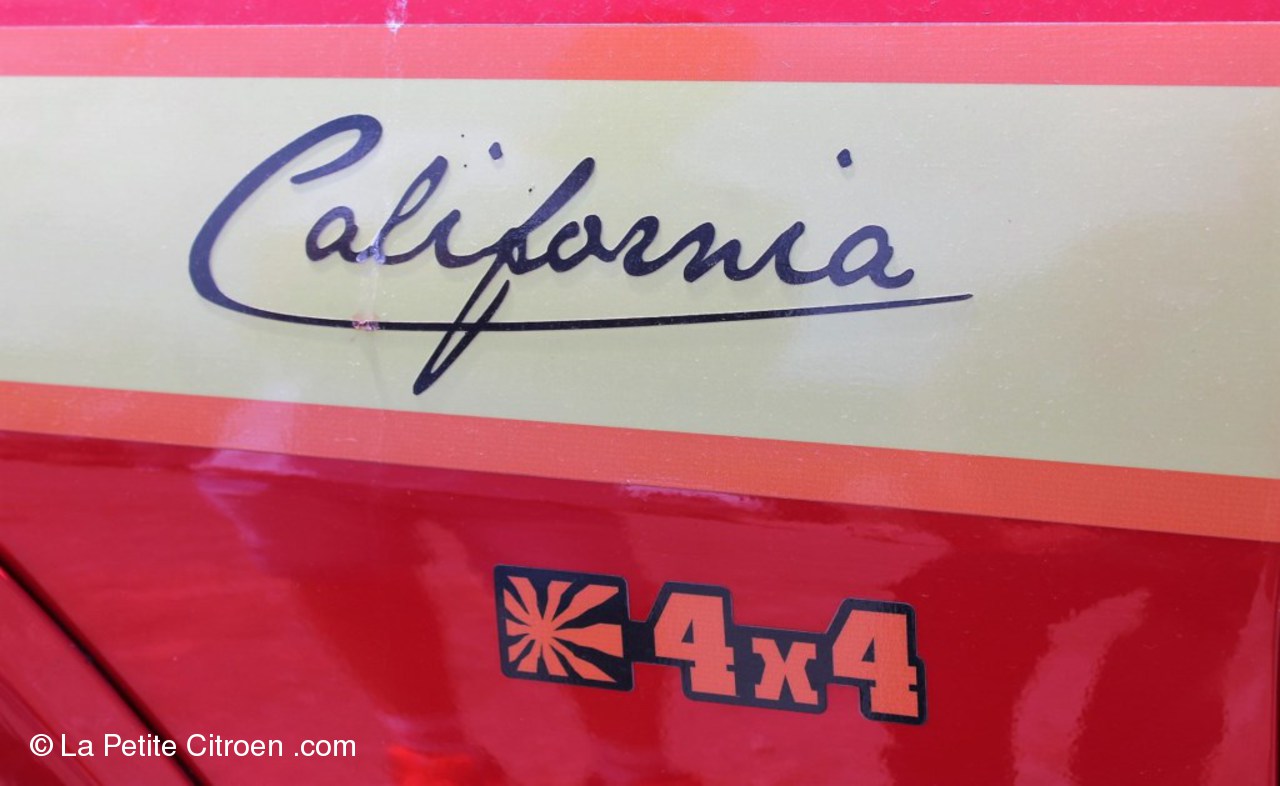 California
4x4
© La Petite Citroen .com